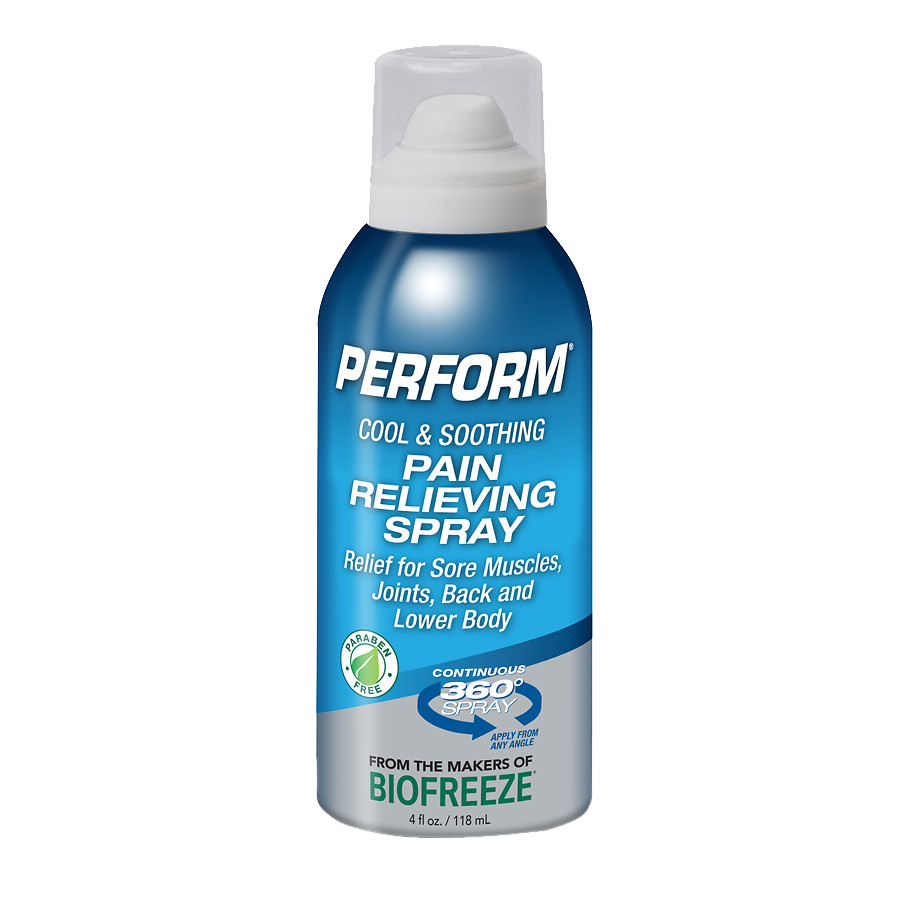 PERFORM®
COOL & SOOTHING
PAIN
RELIEVING
SPRAY
Relief for Sore Muscles,
Joints, Back and
Lower Body
PARABEN
FREE
CONTINUOUS
360°
SPRAY
APPLY FROM
ANY ANGLE
FROM THE MAKERS OF
BIOFREEZE®
4 fl oz. / 118 mL